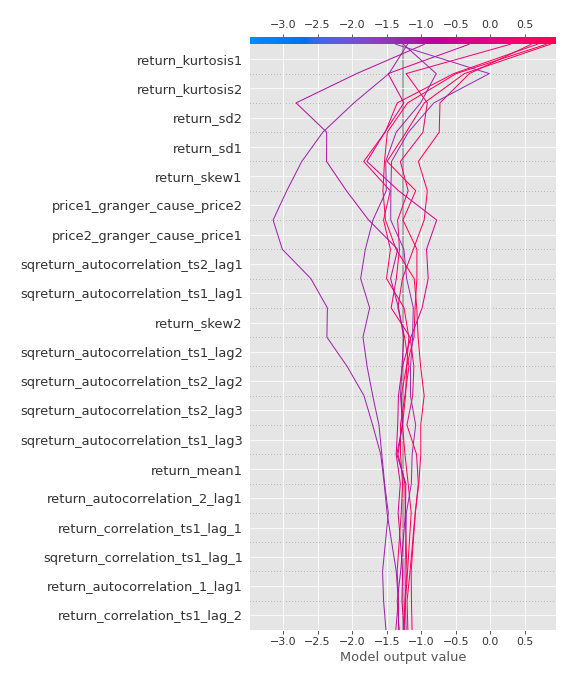 −3.0 −2.5 −2.0 −1.5 −1.0 −0.5 0.0 0.5
return_kurtosis1
return_kurtosis2
return_sd2
return_sd1
return_skew1
price1_granger_cause_price2
price2_granger_cause_price1
sqreturn_autocorrelation_ts2_lag1
sqreturn_autocorrelation_ts1_lag1
return_skew2
sqreturn_autocorrelation_ts1_lag2
sqreturn_autocorrelation_ts2_lag2
sqreturn_autocorrelation_ts2_lag3
sqreturn_autocorrelation_ts1_lag3
return_mean1
return_autocorrelation_2_lag1
return_correlation_ts1_lag_1
sqreturn_correlation_ts1_lag_1
return_autocorrelation_1_lag1
return_correlation_ts1_lag_2
−3.0 −2.5 −2.0 −1.5 −1.0 −0.5 0.0 0.5
Model output value